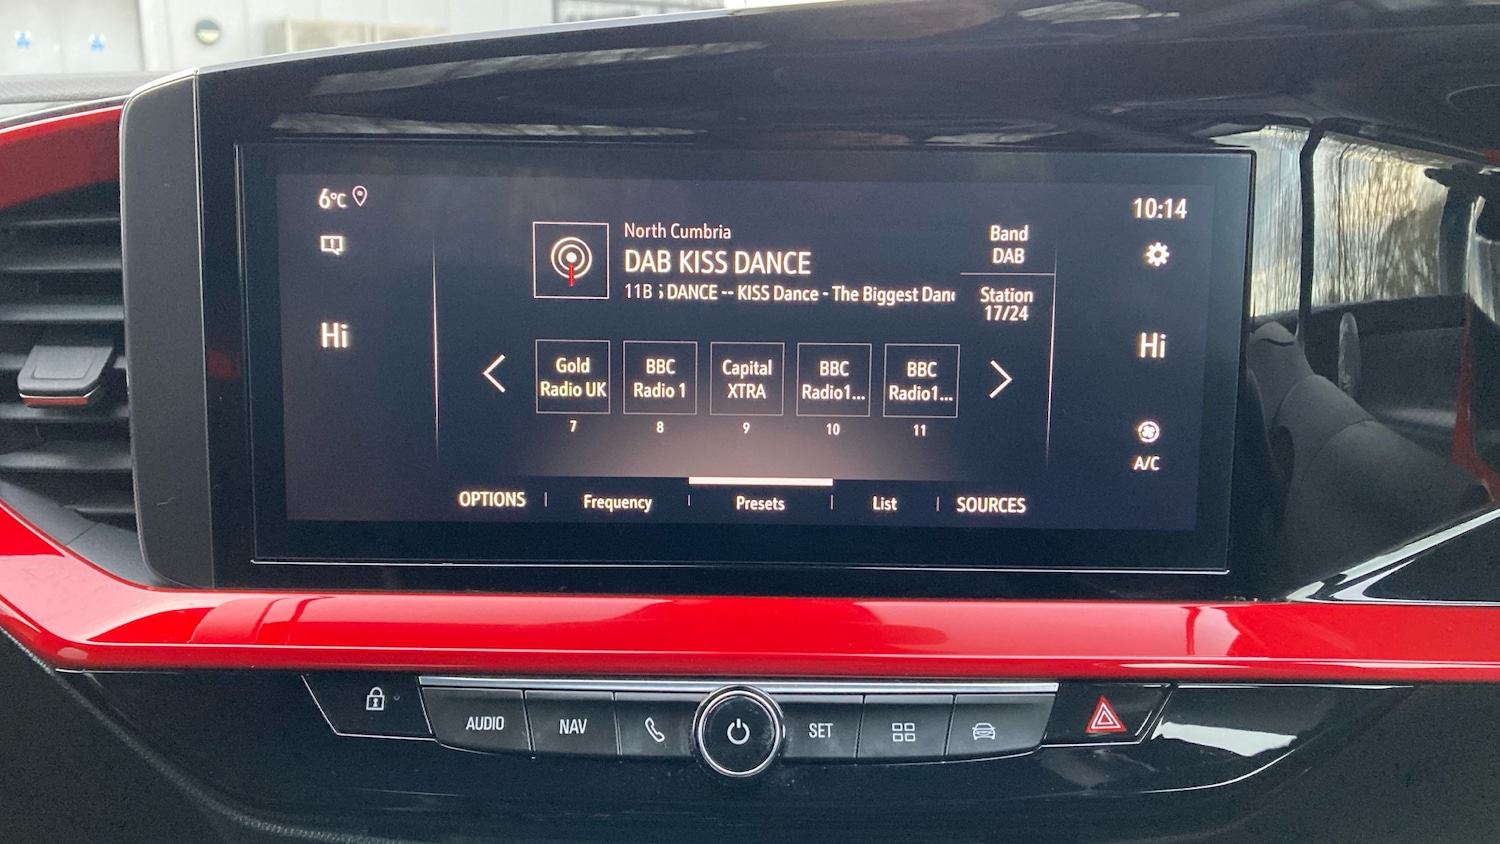 6°C
10:14
North Cumbria
DAB KISS DANCE
11B ; DANCE -- KISS Dance - The Biggest Dan
Band
DAB
Station
17/24
Hi
Hi
Gold
Radio UK
BBC
Radio 1
Capital
XTRA
BBC
Radio1...
BBC
Radio1...
7
8
9
10
11
A/C
OPTIONS
Frequency
Presets
List
SOURCES
AUDIO
NAV
SET